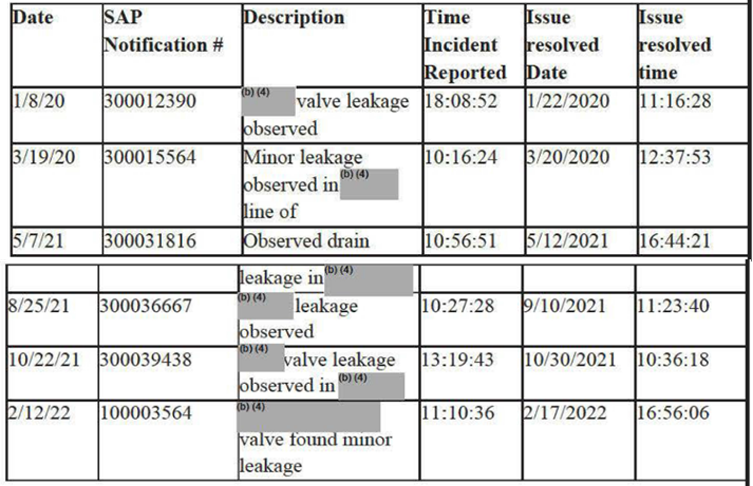 Date SAP Description Time Issue Issue
Notification # Incident resolved resolved
Reported Date time
1/8/20 300012390 (b) (4) valve leakage 18:08:52 1/22/2020 11:16:28
observed
3/19/20 300015564 Minor leakage 10:16:24 3/20/2020 12:37:53
observed in (b) (4)
line of
5/7/21 300031816 Observed drain 10:56:51 5/12/2021 16:44:21
leakage in (b) (4)
8/25/21 300036667 (b) (4) leakage 10:27:28 9/10/2021 11:23:40
observed
10/22/21 300039438 (b) (4) valve leakage 13:19:43 10/30/2021 10:36:18
observed in (b) (4)
2/12/22 100003564 (b) (4) 11:10:36 2/17/2022 16:56:06
valve found minor
leakage